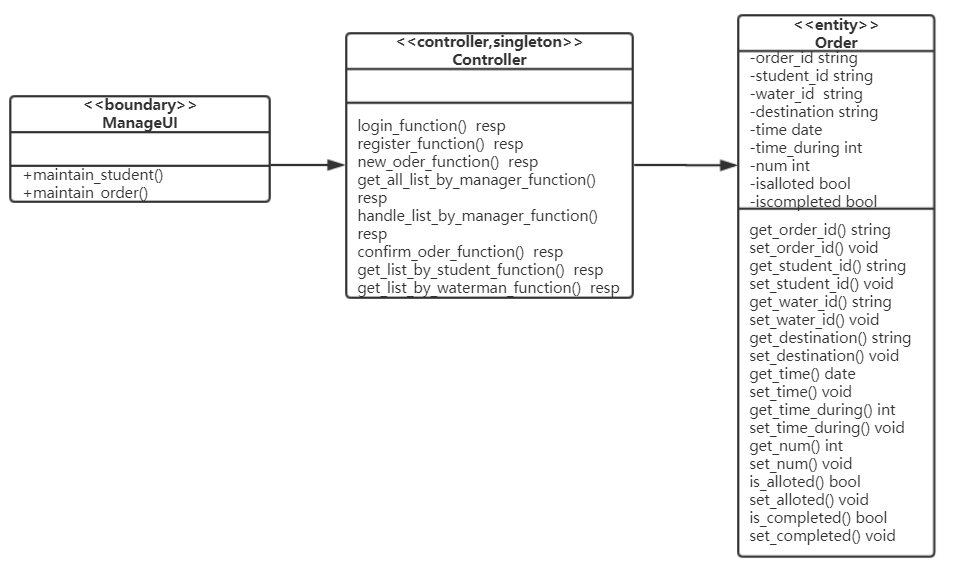 <<boundary>>
ManageUI
+maintain_student()
+maintain_order()
<<controller,singleton>>
Controller
login_function()  resp
register_function()  resp
new_oder_function()  resp
get_all_list_by_manager_function()
resp
handle_list_by_manager_function()
resp
confirm_oder_function()  resp
get_list_by_student_function()  resp
get_list_by_waterman_function()  resp
<<entity>>
Order
-order_id string
-student_id string
-water_id  string
-destination string
-time date
-time_during int
-num int
-isalloted bool
-iscompleted bool
get_order_id() string
set_order_id() void
get_student_id() string
set_student_id() void
get_water_id() string
set_water_id() void
get_destination() string
set_destination() void
get_time() date
set_time() void
get_time_during() int
set_time_during() void
get_num() int
set_num() void
is_alloted() bool
set_alloted() void
is_completed() bool
set_completed() void